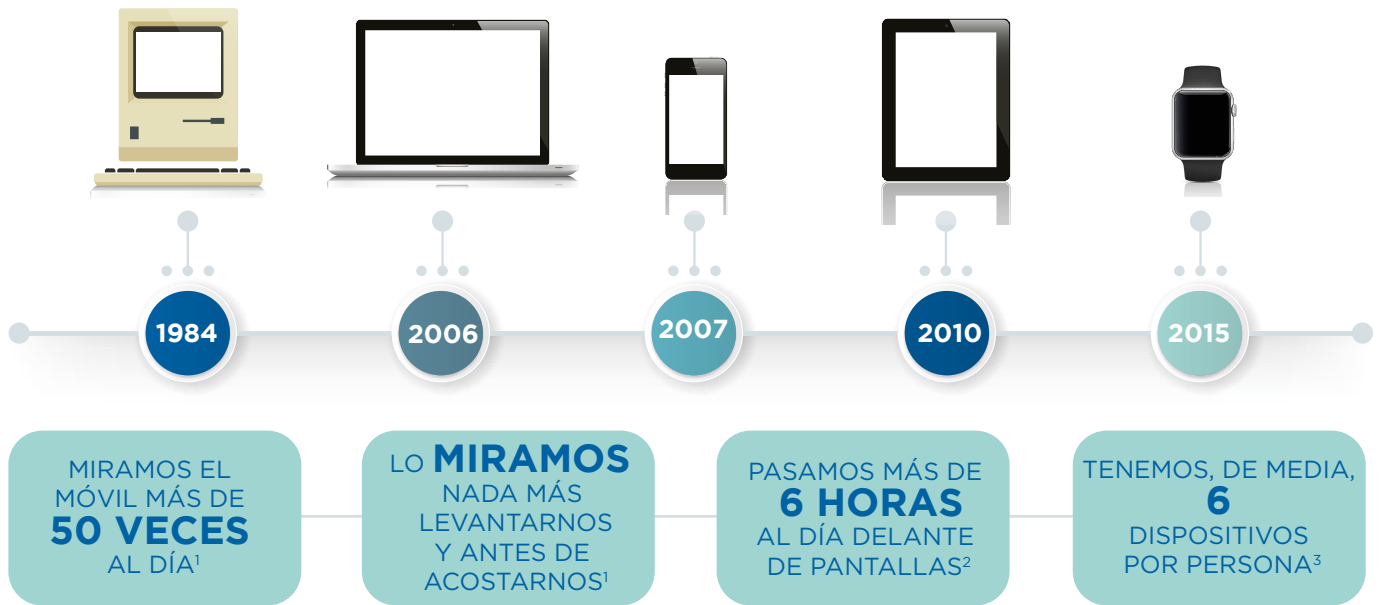 1984
2006
2007
2010
2015
MIRAMOS EL
MÓVIL MÁS DE
50 VECES
AL DÍA¹
LO MIRAMOS
NADA MÁS
LEVANTARNOS
Y ANTES DE
ACOSTARNOS¹
PASAMOS MÁS DE
6 HORAS
AL DÍA DELANTE
DE PANTALLAS²
TENEMOS, DE MEDIA,
6
DISPOSITIVOS
POR PERSONA³